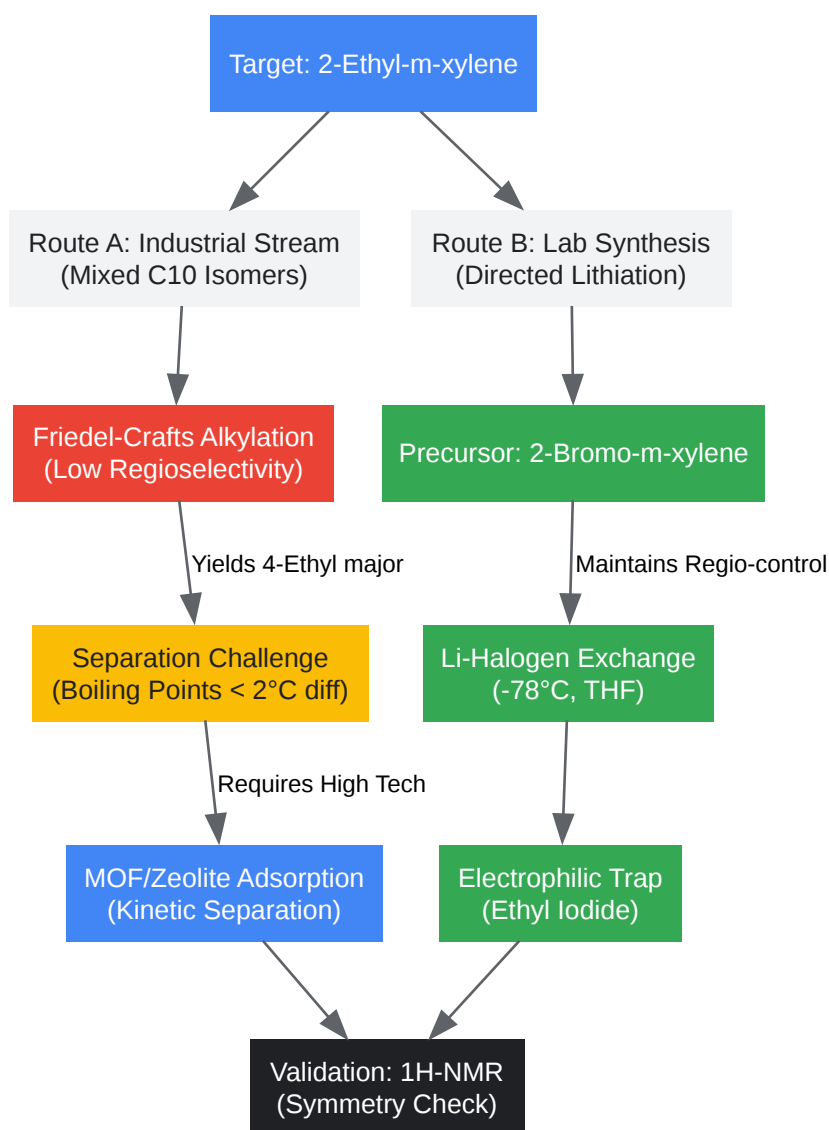 Target: 2-Ethyl-m-xylene
Route A: Industrial Stream
(Mixed C10 Isomers)
Route B: Lab Synthesis
(Directed Lithiation)
Friedel-Crafts Alkylation
(Low Regioselectivity)
Precursor: 2-Bromo-m-xylene
Yields 4-Ethyl major
Maintains Regio-control
Separation Challenge
(Boiling Points < 2°C diff)
Li-Halogen Exchange
(-78°C, THF)
Requires High Tech
MOF/Zeolite Adsorption
(Kinetic Separation)
Electrophilic Trap
(Ethyl Iodide)
Validation: 1H-NMR
(Symmetry Check)